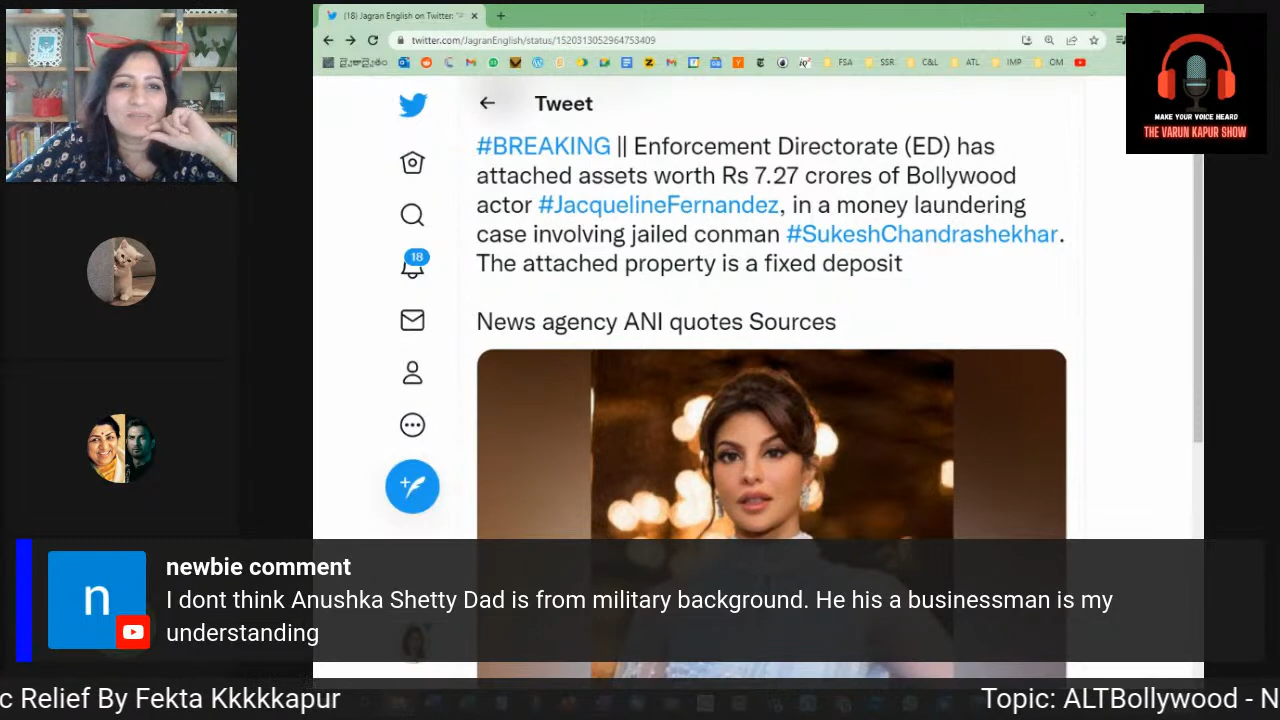 (18) Jagran English on Twitter: "
twitter.com/JagranEnglish/status/1520313052964753409
FSA
SSR
C&L
ATL
IMP
OM
MAKE YOUR VOICE HEARD
THE VARUN KAPUR SHOW
Tweet
#BREAKING || Enforcement Directorate (ED) has
attached assets worth Rs 7.27 crores of Bollywood
actor #JacquelineFernandez, in a money laundering
case involving jailed conman #SukeshChandrashekhar.
The attached property is a fixed deposit
18
News agency ANI quotes Sources
n
newbie comment
I dont think Anushka Shetty Dad is from military background. He his a businessman is my
understanding
c Relief By Fekta Kkkkkapur
Topic: ALTBollywood - N